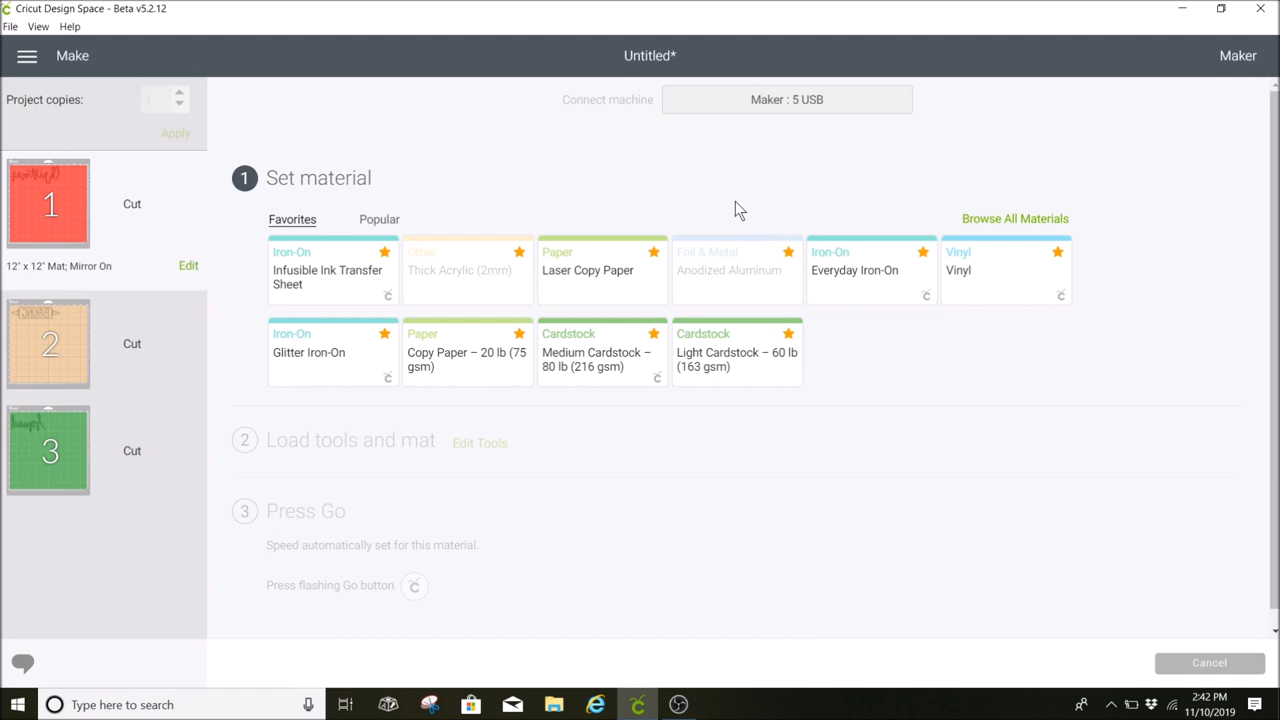 Cricut Design Space - Beta v5.2.12
File View Help
Make
Untitled*
Maker
Project copies:
1
Apply
Connect machine
Maker : 5 USB
1
Cut
12" x 12" Mat; Mirror On
Edit
2
Cut
3
Cut
1 Set material
Favorites
Popular
Browse All Materials
Iron-On
Infusible Ink Transfer
Sheet
Other
Thick Acrylic (2mm)
Paper
Laser Copy Paper
Foil & Metal
Anodized Aluminum
Iron-On
Everyday Iron-On
Vinyl
Vinyl
Iron-On
Glitter Iron-On
Paper
Copy Paper – 20 lb (75
gsm)
Cardstock
Medium Cardstock –
80 lb (216 gsm)
Cardstock
Light Cardstock – 60 lb
(163 gsm)
2 Load tools and mat Edit Tools
3 Press Go
Speed automatically set for this material.
Press flashing Go button.
Cancel
Type here to search
2:42 PM
11/10/2019